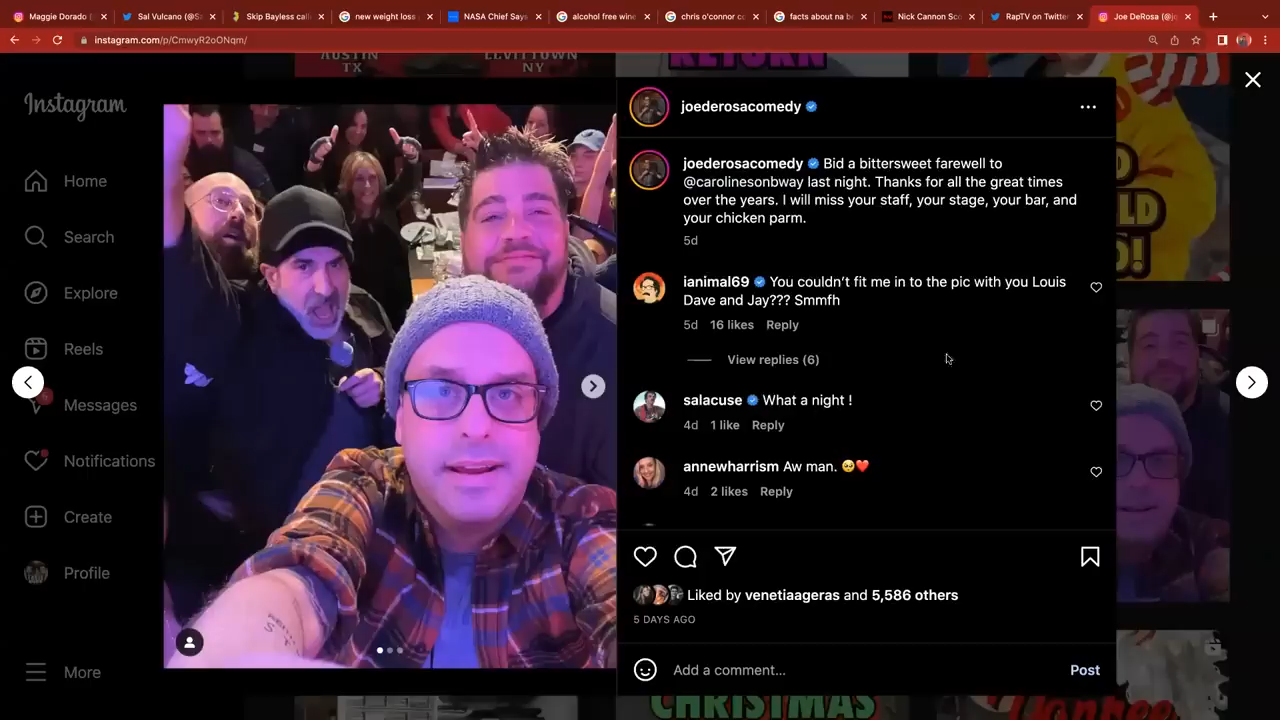 Maggie Dorado (
Sal Vulcano (@Sa
Skip Bayless calle
new weight loss
NASA Chief Says
alcohol free wine
chris o'connor co
facts about na be
Nick Cannon Sco
RapTV on Twitter
Joe DeRosa (@jo
instagram.com/p/CmwyR2oONqm/
AUSTIN
TX
LEVITTOWN
NY
RETURN
Instagram
Home
Search
Explore
Reels
Messages
Notifications
Create
Profile
More
joederosacomedy
joederosacomedy Bid a bittersweet farewell to
@carolinesonbway last night. Thanks for all the great times
over the years. I will miss your staff, your stage, your bar, and
your chicken parm.
5d
ianimal69 You couldn't fit me in to the pic with you Louis
Dave and Jay??? Smmfh
5d 16 likes Reply
View replies (6)
salacuse What a night !
4d 1 like Reply
annewharrism Aw man. 🥺❤️
4d 2 likes Reply
Liked by venetiaageras and 5,586 others
5 DAYS AGO
Add a comment...
Post
CHRISTMAS